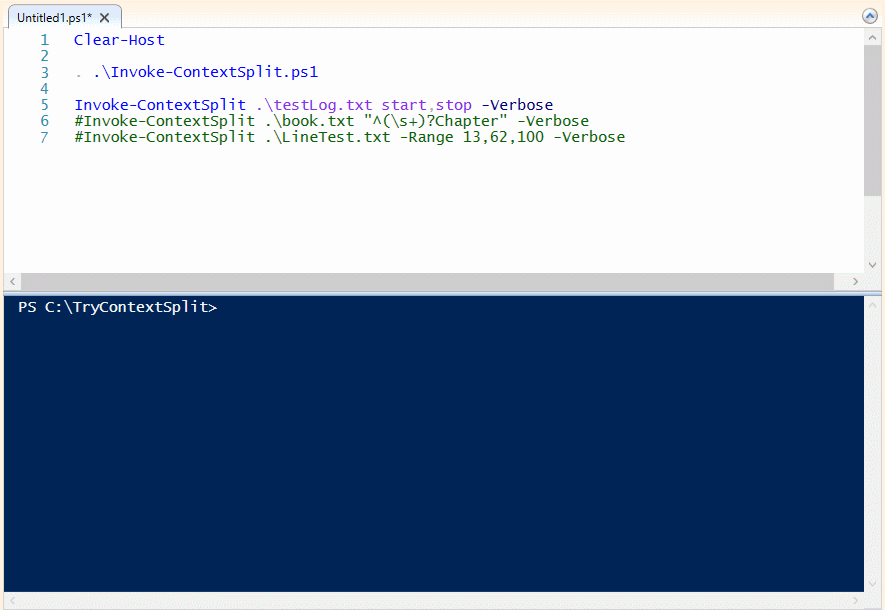 Untitled1.ps1*
1 Clear-Host
2
3 . .\Invoke-ContextSplit.ps1
4
5 Invoke-ContextSplit .\testLog.txt start,stop -Verbose
6 #Invoke-ContextSplit .\book.txt "^(\s+)?Chapter" -Verbose
7 #Invoke-ContextSplit .\LineTest.txt -Range 13,62,100 -Verbose
PS C:\TryContextSplit>